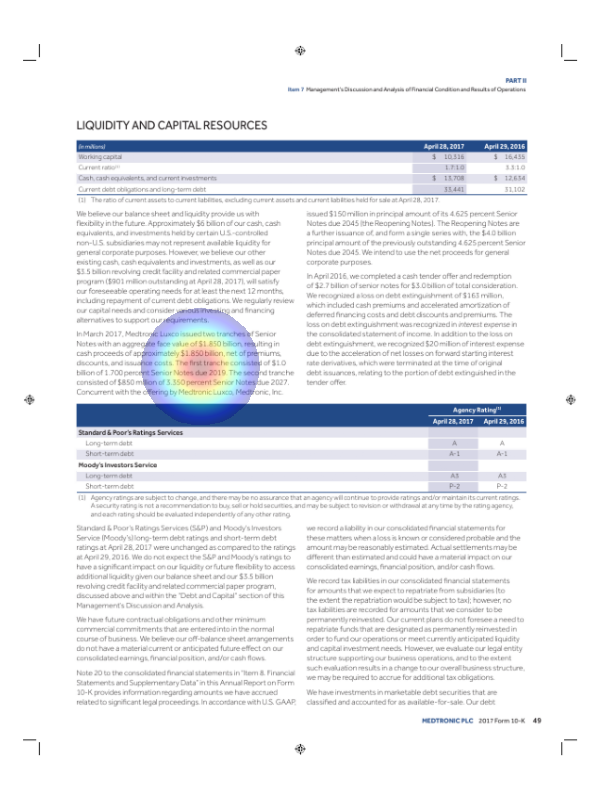 PART II
Item 7 Management's Discussion and Analysis of Financial Condition and Results of Operations
LIQUIDITY AND CAPITAL RESOURCES
(in millions) April 28, 2017 April 29, 2016
Working capital $ 10,316 $ 16,435
Current ratio(1) 1.7:1.0 3.3:1.0
Cash, cash equivalents, and current investments $ 13,708 $ 12,634
Current debt obligations and long-term debt 33,441 31,102
(1) The ratio of current assets to current liabilities, excluding current assets and current liabilities held for sale at April 28, 2017.
We believe our balance sheet and liquidity provide us with
flexibility in the future. Approximately $6 billion of our cash, cash
equivalents, and investments held by certain U.S.-controlled
non-U.S. subsidiaries may not represent available liquidity for
general corporate purposes. However, we believe our other
existing cash, cash equivalents and investments, as well as our
$3.5 billion revolving credit facility and related commercial paper
program ($901 million outstanding at April 28, 2017), will satisfy
our foreseeable operating needs for at least the next 12 months,
including repayment of current debt obligations. We regularly review
our capital needs and consider various investing and financing
alternatives to support our requirements.
In March 2017, Medtronic Luxco issued two tranches of Senior
Notes with an aggregate face value of $1.850 billion, resulting in
cash proceeds of approximately $1.850 billion, net of premiums,
discounts, and issuance costs. The first tranche consisted of $1.0
billion of 1.700 percent Senior Notes due 2019. The second tranche
consisted of $850 million of 3.350 percent Senior Notes due 2027.
Concurrent with the offering by Medtronic Luxco, Medtronic, Inc.
issued $150 million in principal amount of its 4.625 percent Senior
Notes due 2045 (the Reopening Notes). The Reopening Notes are
a further issuance of, and form a single series with, the $4.0 billion
principal amount of the previously outstanding 4.625 percent Senior
Notes due 2045. We intend to use the net proceeds for general
corporate purposes.
In April 2016, we completed a cash tender offer and redemption
of $2.7 billion of senior notes for $3.0 billion of total consideration.
We recognized a loss on debt extinguishment of $163 million,
which included cash premiums and accelerated amortization of
deferred financing costs and debt discounts and premiums. The
loss on debt extinguishment was recognized in interest expense in
the consolidated statement of income. In addition to the loss on
debt extinguishment, we recognized $20 million of interest expense
due to the acceleration of net losses on forward starting interest
rate derivatives, which were terminated at the time of original
debt issuances, relating to the portion of debt extinguished in the
tender offer.
Agency Rating(1)
April 28, 2017 April 29, 2016
Standard & Poor's Ratings Services
Long-term debt A A
Short-term debt A-1 A-1
Moody's Investors Service
Long-term debt A3 A3
Short-term debt P-2 P-2
(1) Agency ratings are subject to change, and there may be no assurance that an agency will continue to provide ratings and/or maintain its current ratings.
A security rating is not a recommendation to buy, sell or hold securities, and may be subject to revision or withdrawal at any time by the rating agency,
and each rating should be evaluated independently of any other rating.
Standard & Poor's Ratings Services (S&P) and Moody's Investors
Service (Moody's) long-term debt ratings and short-term debt
ratings at April 28, 2017 were unchanged as compared to the ratings
at April 29, 2016. We do not expect the S&P and Moody's ratings to
have a significant impact on our liquidity or future flexibility to access
additional liquidity given our balance sheet and our $3.5 billion
revolving credit facility and related commercial paper program,
discussed above and within the "Debt and Capital" section of this
Management's Discussion and Analysis.
We have future contractual obligations and other minimum
commercial commitments that are entered into in the normal
course of business. We believe our off-balance sheet arrangements
do not have a material current or anticipated future effect on our
consolidated earnings, financial position, and/or cash flows.
Note 20 to the consolidated financial statements in "Item 8. Financial
Statements and Supplementary Data" in this Annual Report on Form
10-K provides information regarding amounts we have accrued
related to significant legal proceedings. In accordance with U.S. GAAP,
we record a liability in our consolidated financial statements for
these matters when a loss is known or considered probable and the
amount may be reasonably estimated. Actual settlements may be
different than estimated and could have a material impact on our
consolidated earnings, financial position, and/or cash flows.
We record tax liabilities in our consolidated financial statements
for amounts that we expect to repatriate from subsidiaries (to
the extent the repatriation would be subject to tax); however, no
tax liabilities are recorded for amounts that we consider to be
permanently reinvested. Our current plans do not foresee a need to
repatriate funds that are designated as permanently reinvested in
order to fund our operations or meet currently anticipated liquidity
and capital investment needs. However, we evaluate our legal entity
structure supporting our business operations, and to the extent
such evaluation results in a change to our overall business structure,
we may be required to accrue for additional tax obligations.
We have investments in marketable debt securities that are
classified and accounted for as available-for-sale. Our debt
MEDTRONIC PLC 2017 Form 10-K 49